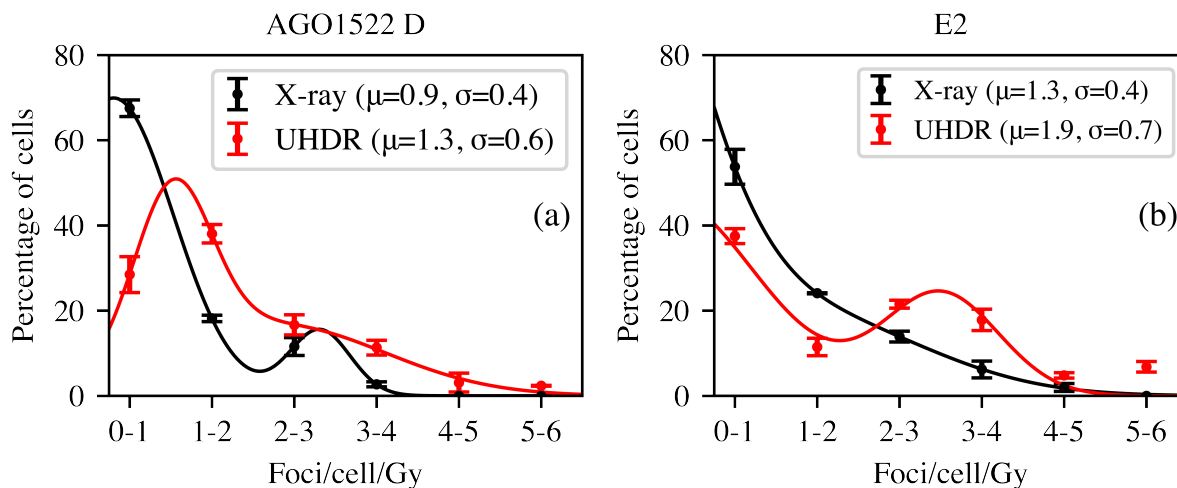 AGO1522 D
80
60
40
20
0
Percentage of cells
X-ray (μ=0.9, σ=0.4)
UHDR (μ=1.3, σ=0.6)
(a)
0-1 1-2 2-3 3-4 4-5 5-6
Foci/cell/Gy
E2
80
60
40
20
0
Percentage of cells
X-ray (μ=1.3, σ=0.4)
UHDR (μ=1.9, σ=0.7)
(b)
0-1 1-2 2-3 3-4 4-5 5-6
Foci/cell/Gy